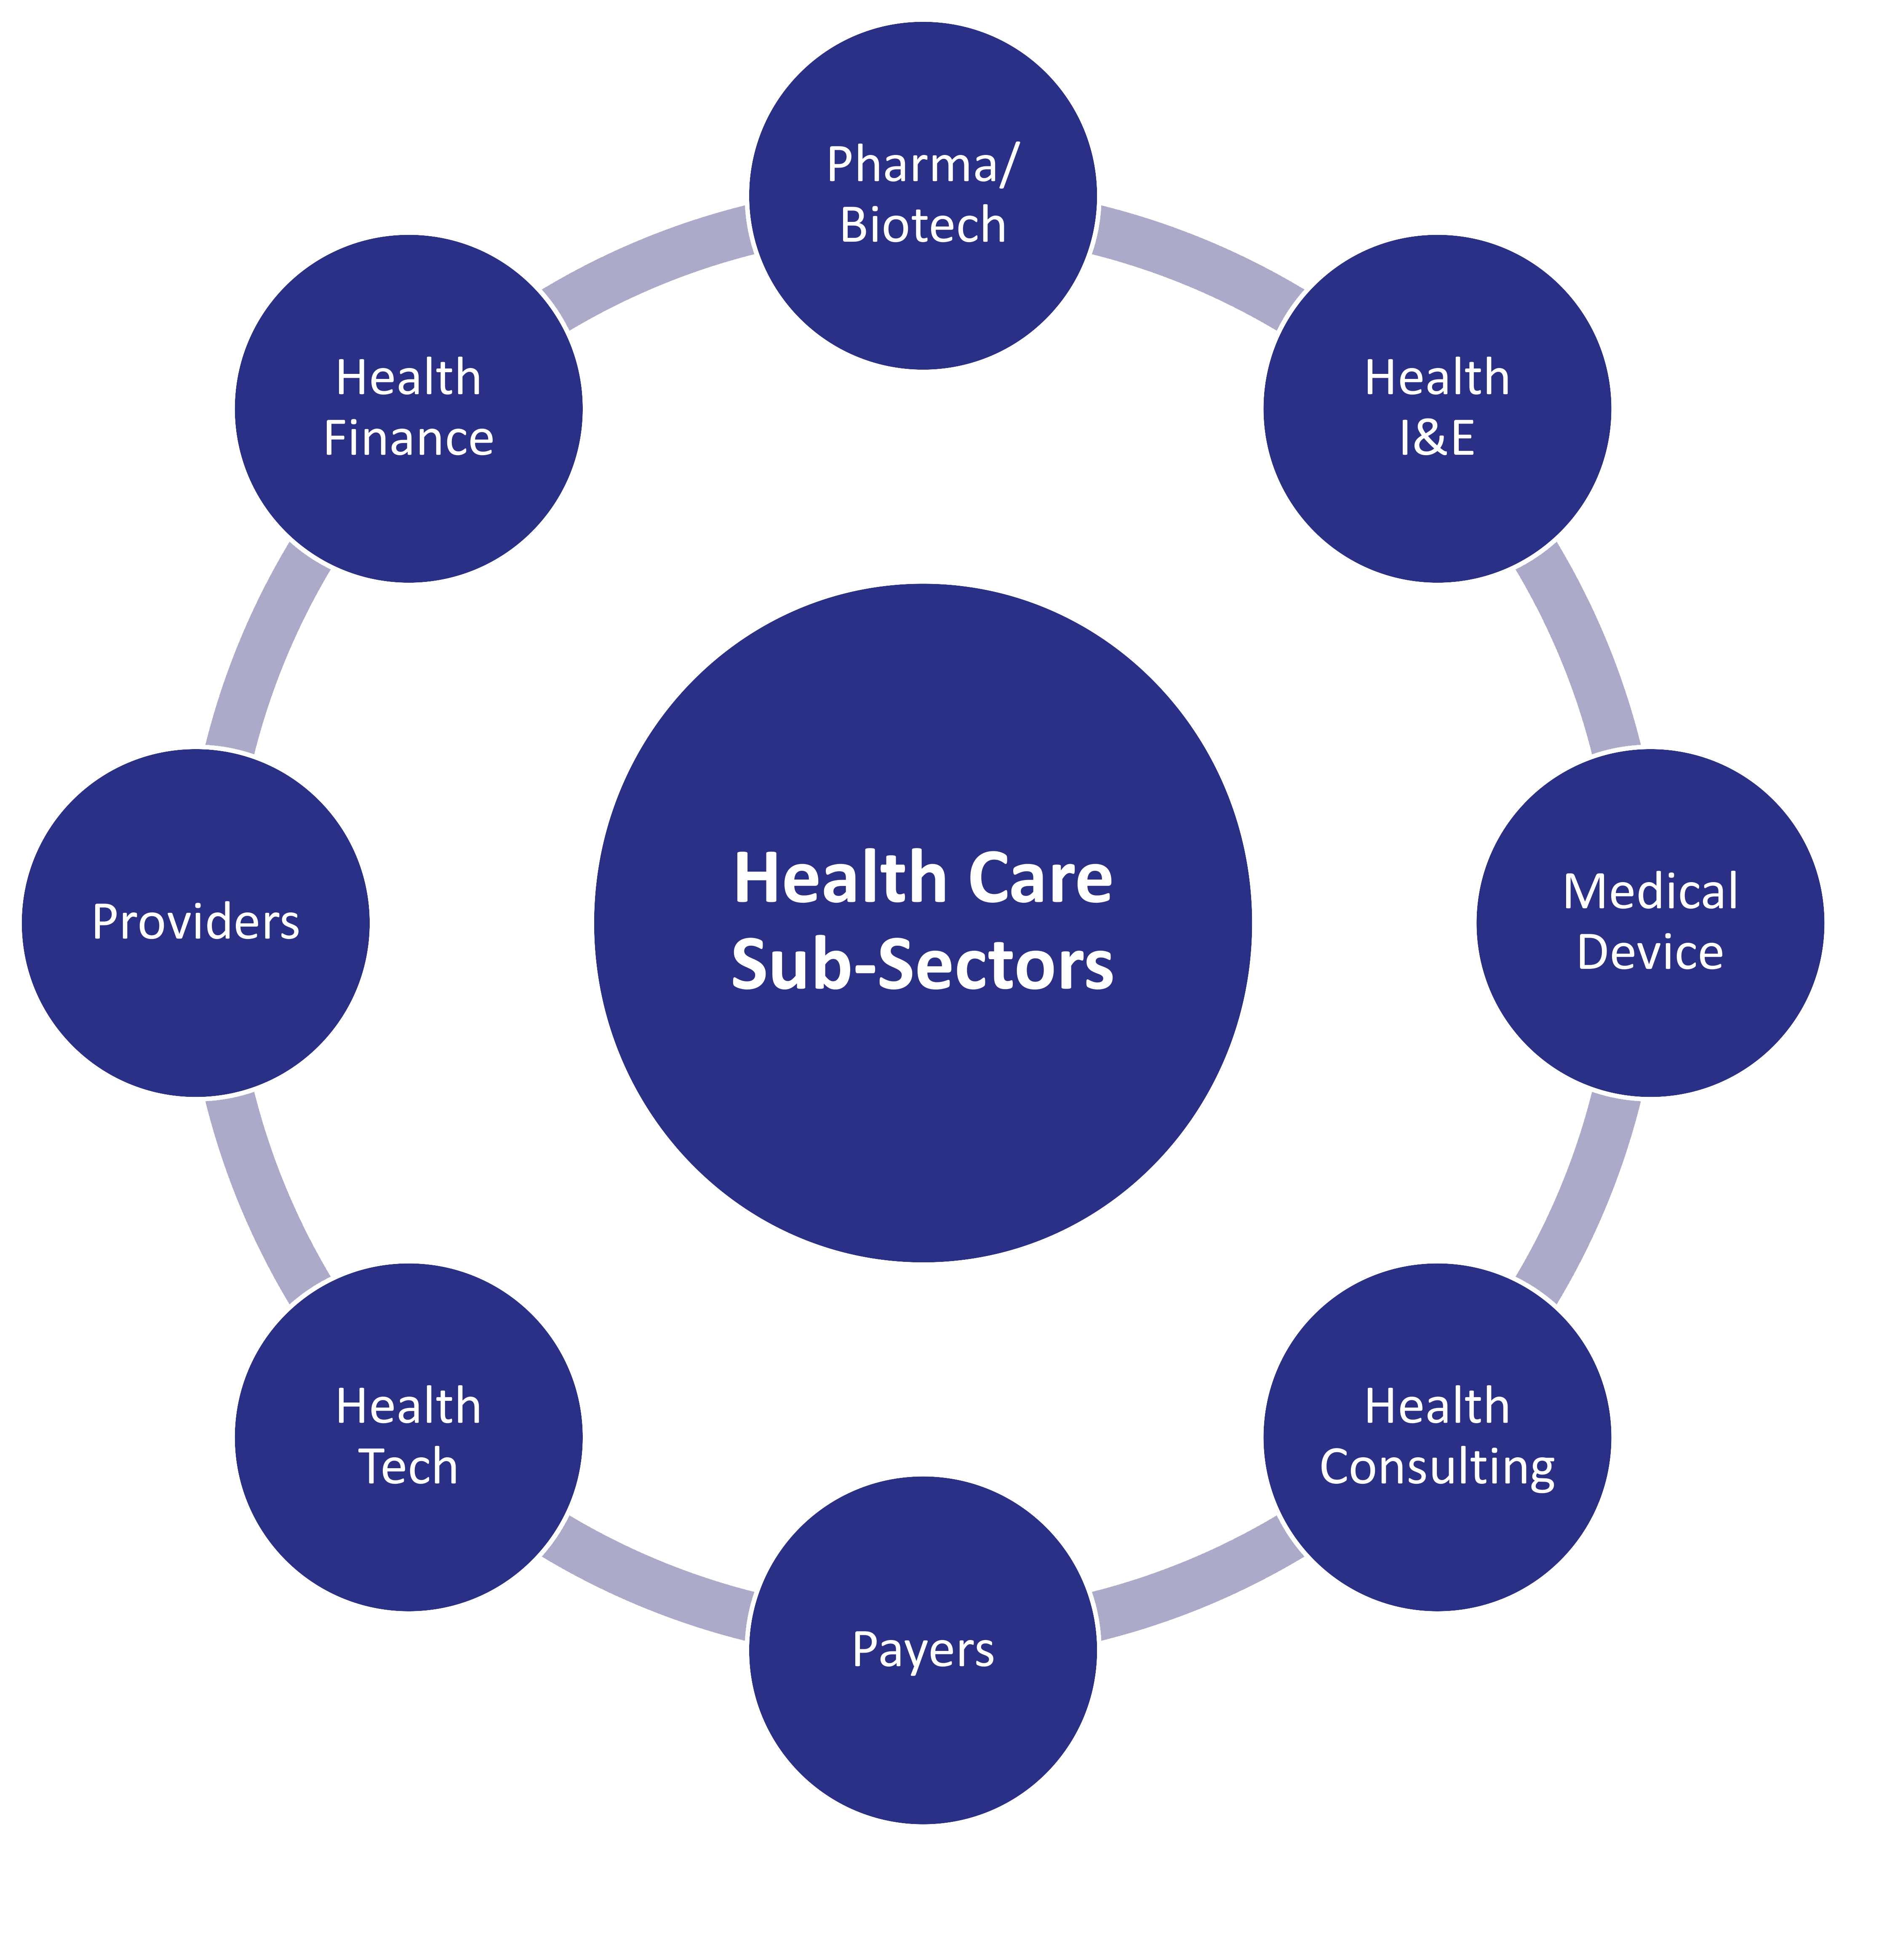 Pharma/
Biotech
Health
I&E
Medical
Device
Health
Consulting
Payers
Health
Tech
Providers
Health
Finance
Health Care
Sub-Sectors